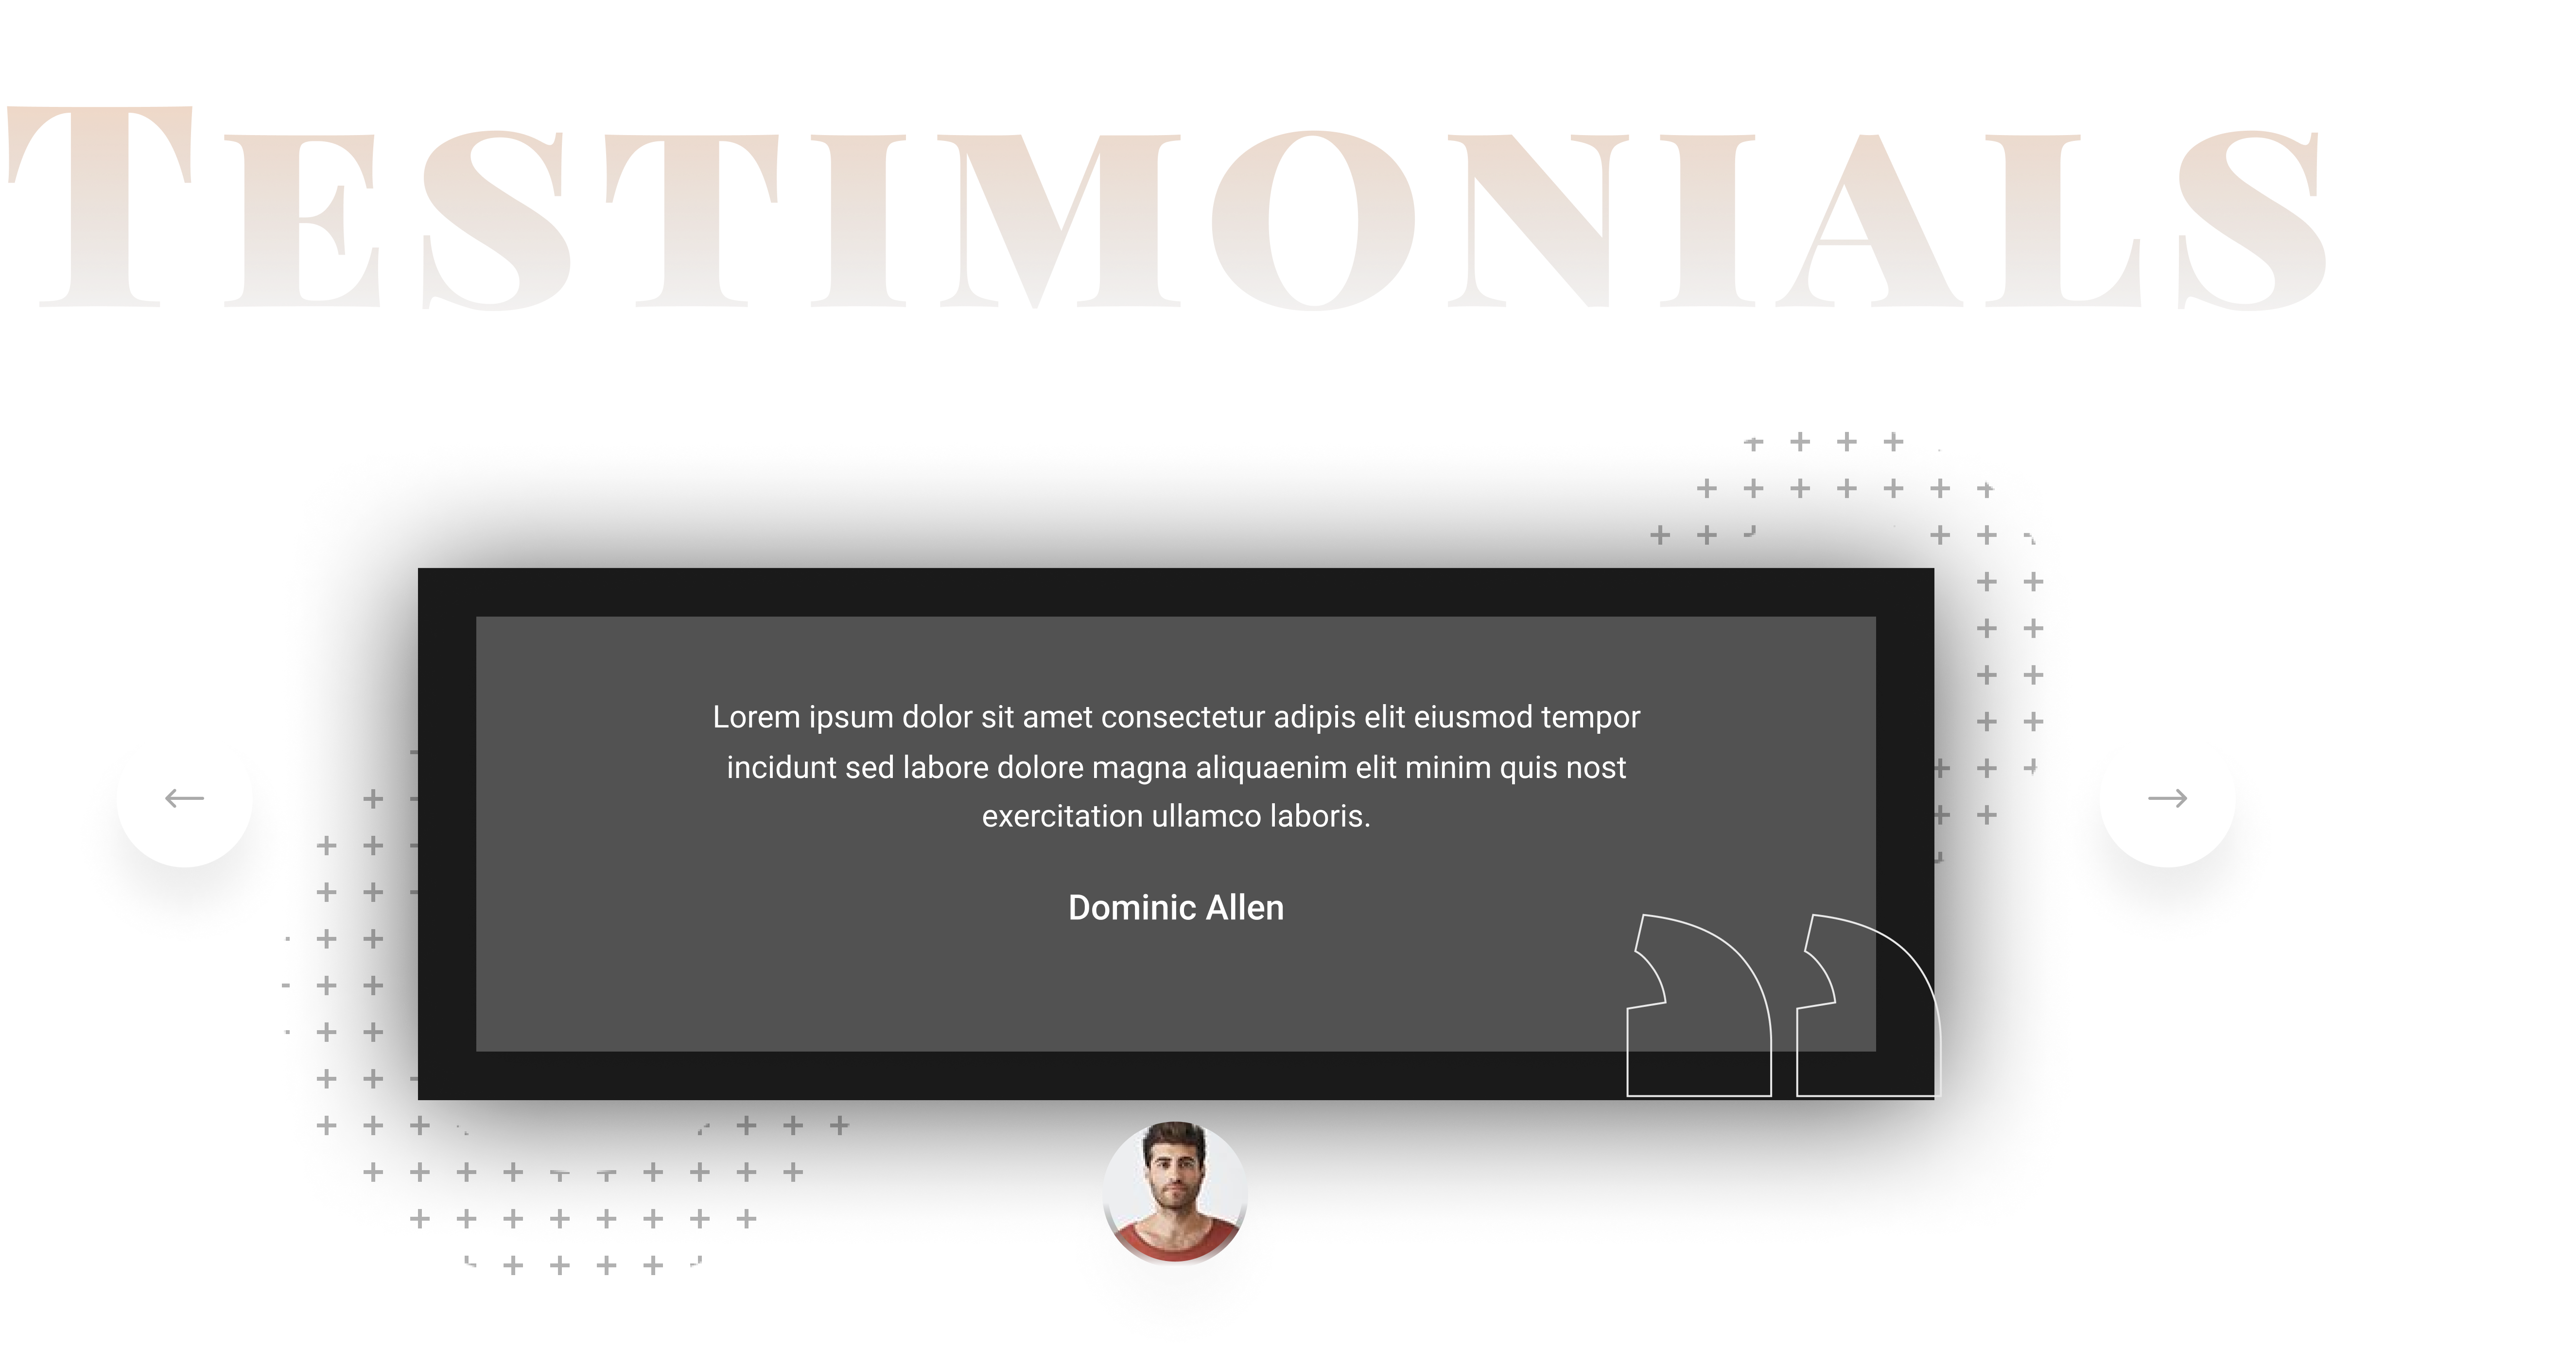 TESTIMONIALS
Lorem ipsum dolor sit amet consectetur adipis elit eiusmod tempor
incidunt sed labore dolore magna aliquaenim elit minim quis nost
exercitation ullamco laboris.
Dominic Allen